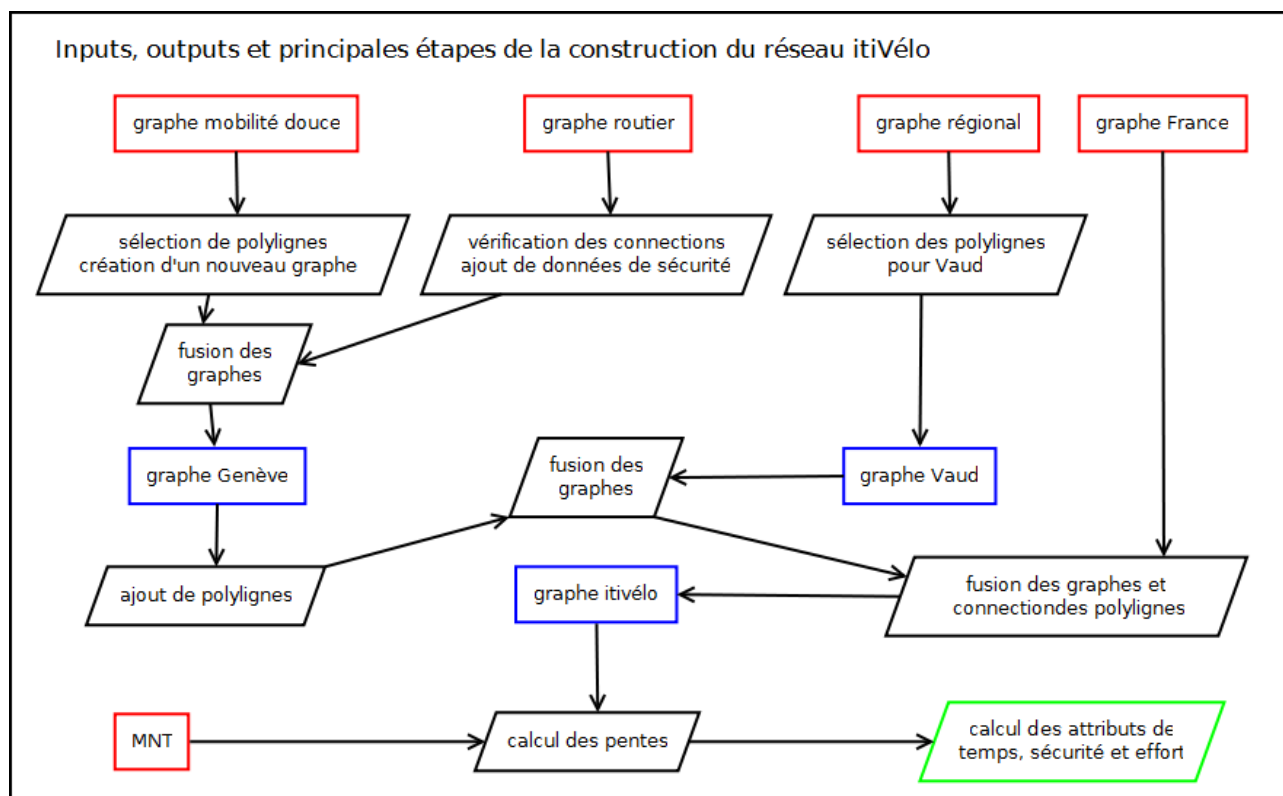 Inputs, outputs et principales étapes de la construction du réseau itiVélo
graphe mobilité douce
graphe routier
graphe régional
graphe France
sélection de polylignes
création d'un nouveau graphe
vérification des connections
ajout de données de sécurité
sélection des polylignes
pour Vaud
fusion des
graphes
graphe Genève
fusion des
graphes
graphe Vaud
ajout de polylignes
graphe itivélo
fusion des graphes et
connectiondes polylignes
MNT
calcul des pentes
calcul des attributs de
temps, sécurité et effort